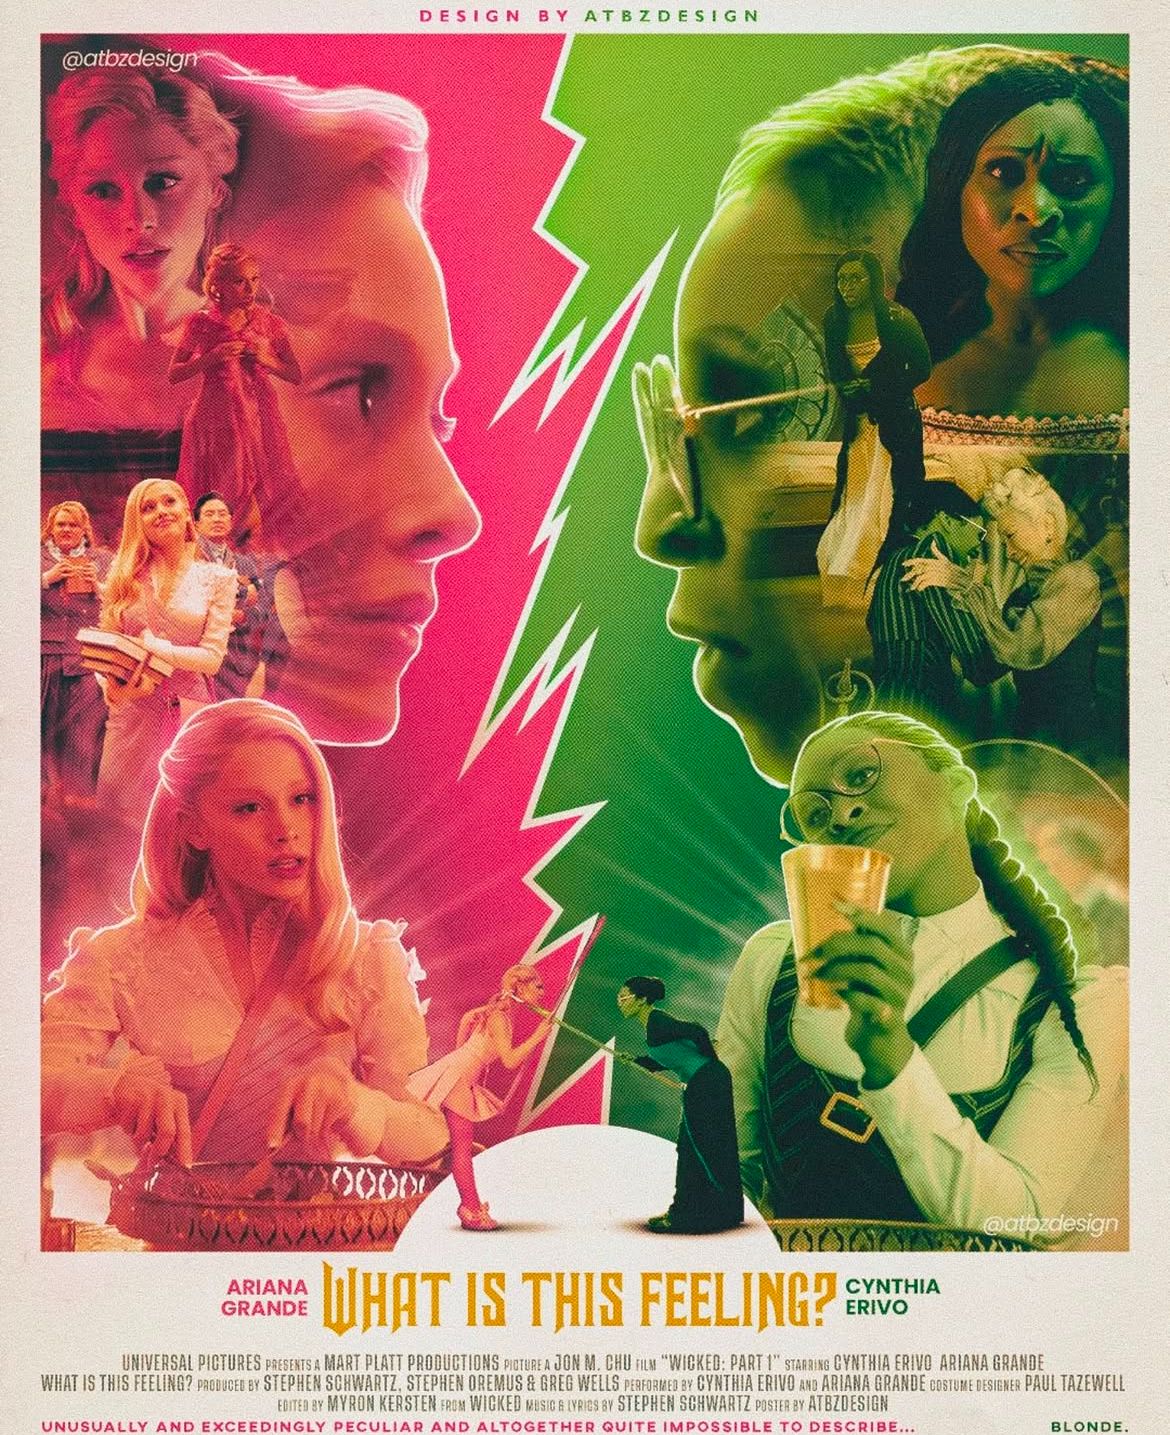 DESIGN BY ATBZDESIGN
@atbzdesign
@atbzdesign
ARIANA GRANDE
WHAT IS THIS FEELING?
CYNTHIA ERIVO
UNIVERSAL PICTURES PRESENTS A MART PLATT PRODUCTIONS PICTURE A JON M. CHU FILM "WICKED: PART 1" STARRING CYNTHIA ERIVO ARIANA GRANDE
WHAT IS THIS FEELING? PRODUCED BY STEPHEN SCHWARTZ, STEPHEN OREMUS & GREG WELLS PERFORMED BY CYNTHIA ERIVO AND ARIANA GRANDE COSTUME DESIGNER PAUL TAZEWELL
EDITED BY MYRON KERSTEN FROM WICKED MUSIC & LYRICS BY STEPHEN SCHWARTZ POSTER BY ATBZDESIGN
UNUSUALLY AND EXCEEDINGLY PECULIAR AND ALTOGETHER QUITE IMPOSSIBLE TO DESCRIBE... BLONDE.